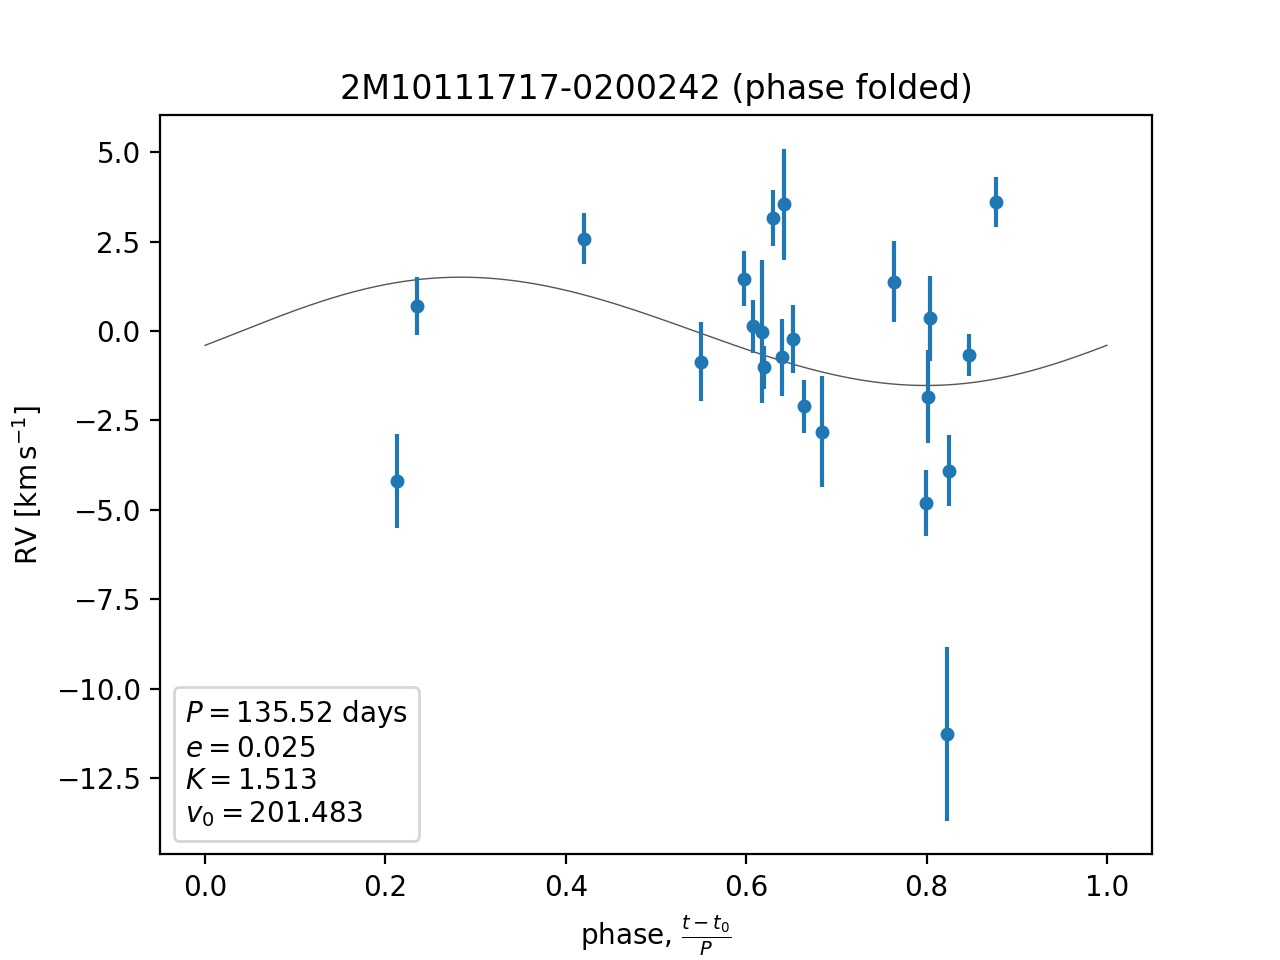 2M10111717-0200242 (phase folded)
RV [km s⁻¹]
5.0
2.5
0.0
−2.5
−5.0
−7.5
−10.0
−12.5
P = 135.52 days
e = 0.025
K = 1.513
v₀ = 201.483
0.0 0.2 0.4 0.6 0.8 1.0
phase, (t − t₀)/P